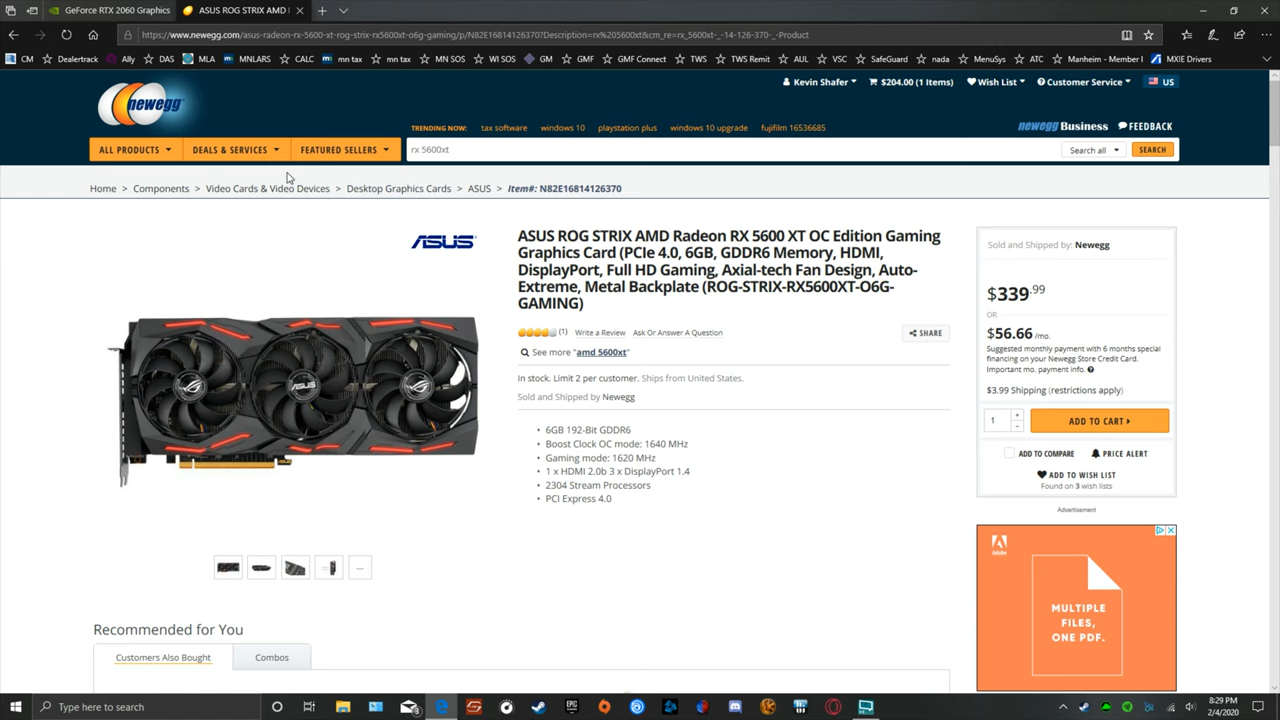 GeForce RTX 2060 Graphics
ASUS ROG STRIX AMD
https://www.newegg.com/asus-radeon-rx-5600-xt-rog-strix-rx5600xt-o6g-gaming/p/N82E16814126370?Description=rx%205600xt&cm_re=rx_5600xt_-_14-126-370-_-Product
CM Dealertrack Ally DAS MLA MNLARS CAC mn tax mn tax MN SOS WI SOS GM GMF GMF Connect TWS TWS Remit AUL VSC SafeGuard nada MenuSys ATC Manheim - Member MXIE Drivers
newegg
Kevin Shafer $204.00 (1 Items) Wish List Customer Service US
TRENDING NOW: tax software windows 10 playstation plus windows 10 upgrade fujifilm 16536685
newegg Business FEEDBACK
ALL PRODUCTS DEALS & SERVICES FEATURED SELLERS rx 5600xt Search all SEARCH
Home > Components > Video Cards & Video Devices > Desktop Graphics Cards > ASUS > Item#: N82E16814126370
ASUS
ASUS ROG STRIX AMD Radeon RX 5600 XT OC Edition Gaming
Graphics Card (PCIe 4.0, 6GB, GDDR6 Memory, HDMI,
DisplayPort, Full HD Gaming, Axial-tech Fan Design, Auto-
Extreme, Metal Backplate (ROG-STRIX-RX5600XT-O6G-
GAMING)
(1) Write a Review Ask Or Answer A Question
SHARE
See more "amd 5600xt"
In stock. Limit 2 per customer. Ships from United States.
Sold and Shipped by Newegg
• 6GB 192-Bit GDDR6
• Boost Clock OC mode: 1640 MHz
• Gaming mode: 1620 MHz
• 1 x HDMI 2.0b 3 x DisplayPort 1.4
• 2304 Stream Processors
• PCI Express 4.0
ASUS
...
Sold and Shipped by: Newegg
$339.99
OR
$56.66 /mo.
Suggested monthly payment with 6 months special
financing on your Newegg Store Credit Card.
Important mo. payment info.
$3.99 Shipping (restrictions apply)
1
ADD TO CART
ADD TO COMPARE PRICE ALERT
ADD TO WISH LIST
Found on 3 wish lists
Advertisement
Adobe
MULTIPLE
FILES,
ONE PDF.
Recommended for You
Customers Also Bought Combos
Type here to search
8:29 PM
2/4/2020